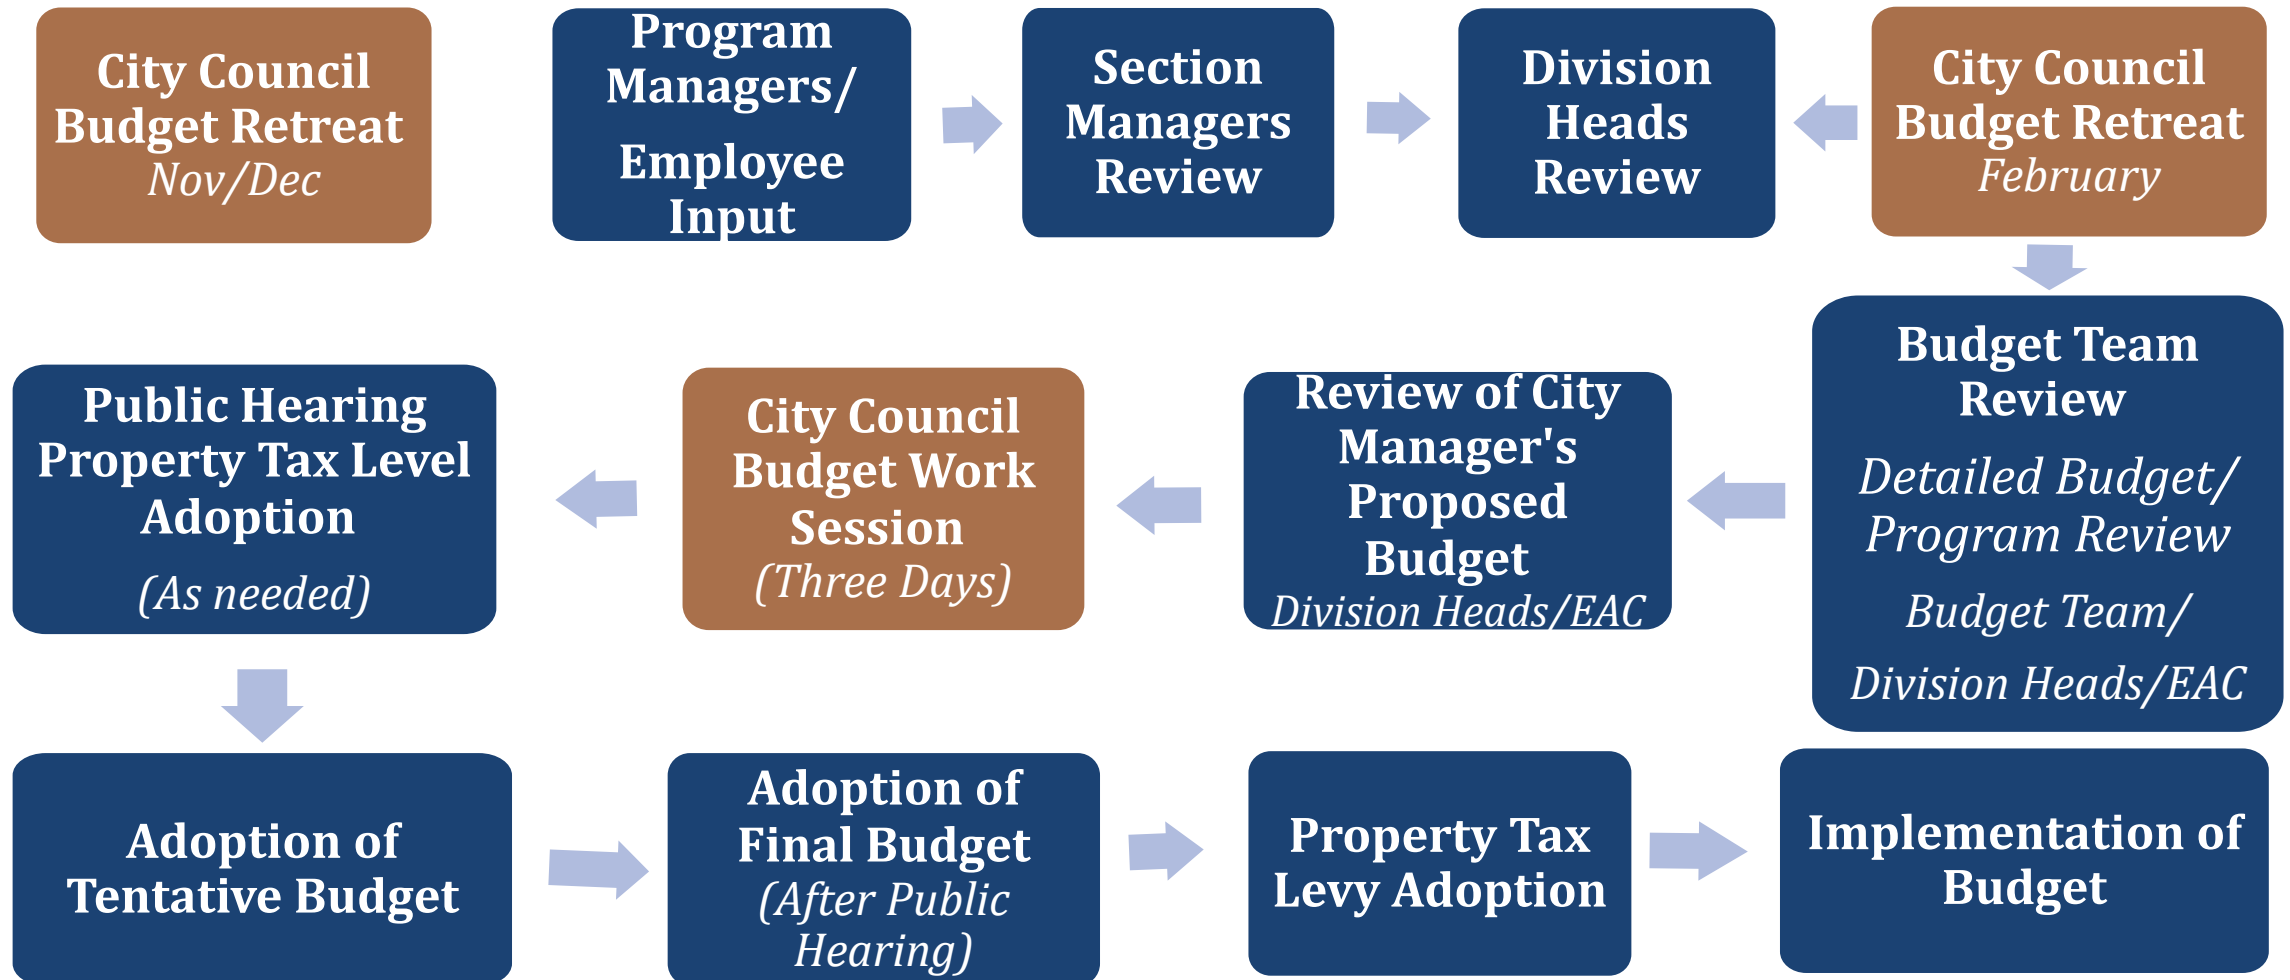 City Council
Budget Retreat
Nov/Dec
Program
Managers/
Employee
Input
Section
Managers
Review
Division
Heads
Review
City Council
Budget Retreat
February
Public Hearing
Property Tax Level
Adoption
(As needed)
City Council
Budget Work
Session
(Three Days)
Review of City
Manager's
Proposed
Budget
Division Heads/EAC
Budget Team
Review
Detailed Budget/
Program Review
Budget Team/
Division Heads/EAC
Adoption of
Tentative Budget
Adoption of
Final Budget
(After Public
Hearing)
Property Tax
Levy Adoption
Implementation of
Budget